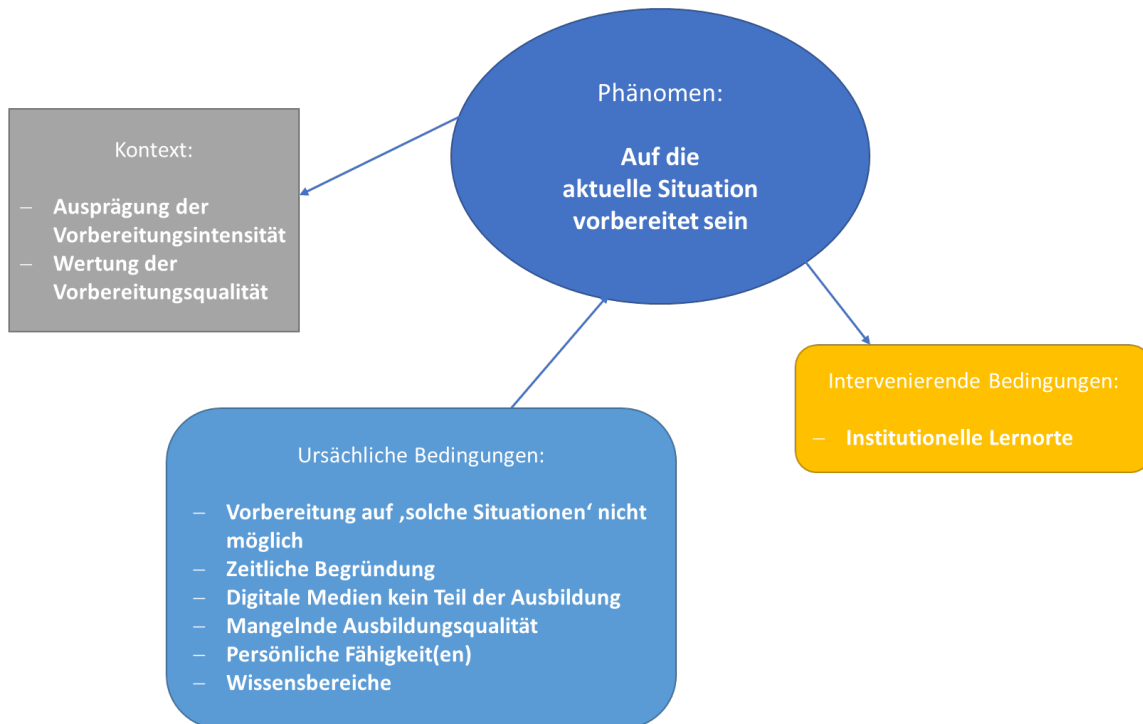 Phänomen:
Auf die
aktuelle Situation
vorbereitet sein
Kontext:
– Ausprägung der
Vorbereitungsintensität
– Wertung der
Vorbereitungsqualität
Intervenierende Bedingungen:
– Institutionelle Lernorte
Ursächliche Bedingungen:
– Vorbereitung auf ‚solche Situationen‘ nicht
möglich
– Zeitliche Begründung
– Digitale Medien kein Teil der Ausbildung
– Mangelnde Ausbildungsqualität
– Persönliche Fähigkeit(en)
– Wissensbereiche